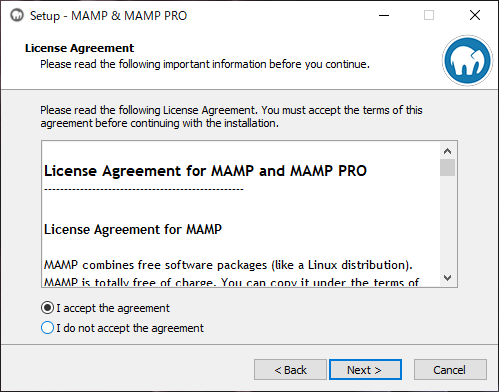 Setup - MAMP & MAMP PRO
License Agreement
Please read the following important information before you continue.
Please read the following License Agreement. You must accept the terms of this
agreement before continuing with the installation.
License Agreement for MAMP and MAMP PRO
--------------------------------------------------
License Agreement for MAMP
MAMP combines free software packages (like a Linux distribution).
MAMP is totally free of charge. You can copy it under the terms of
I accept the agreement
I do not accept the agreement
< Back
Next >
Cancel